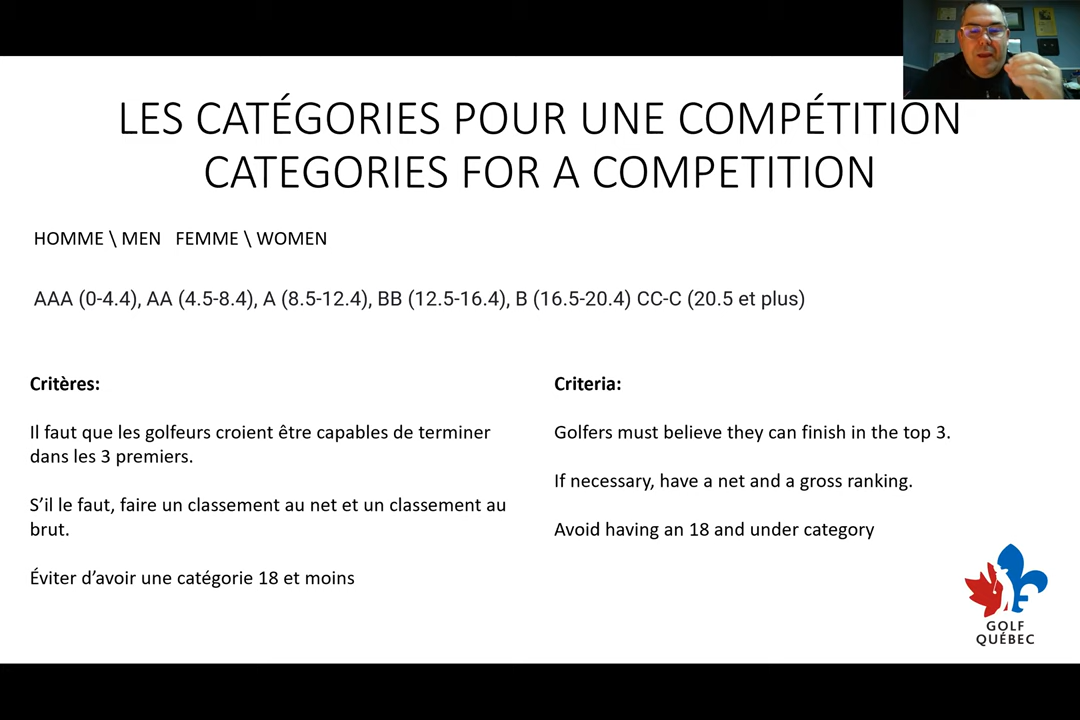 LES CATÉGORIES POUR UNE COMPÉTITION
CATEGORIES FOR A COMPETITION
HOMME \ MEN FEMME \ WOMEN
AAA (0-4.4), AA (4.5-8.4), A (8.5-12.4), BB (12.5-16.4), B (16.5-20.4) CC-C (20.5 et plus)
Critères:
Il faut que les golfeurs croient être capables de terminer
dans les 3 premiers.
S’il le faut, faire un classement au net et un classement au
brut.
Éviter d’avoir une catégorie 18 et moins
Criteria:
Golfers must believe they can finish in the top 3.
If necessary, have a net and a gross ranking.
Avoid having an 18 and under category
GOLF
QUÉBEC